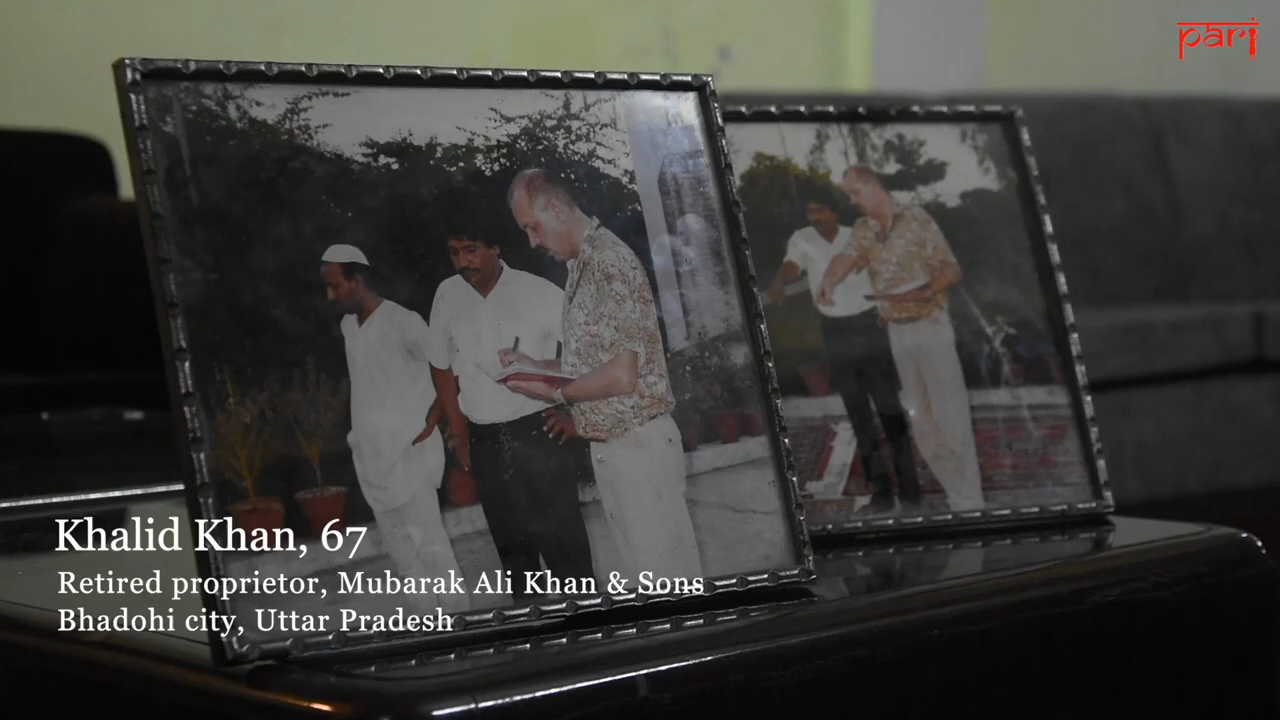 pari
Khalid Khan, 67
Retired proprietor, Mubarak Ali Khan & Sons
Bhadohi city, Uttar Pradesh